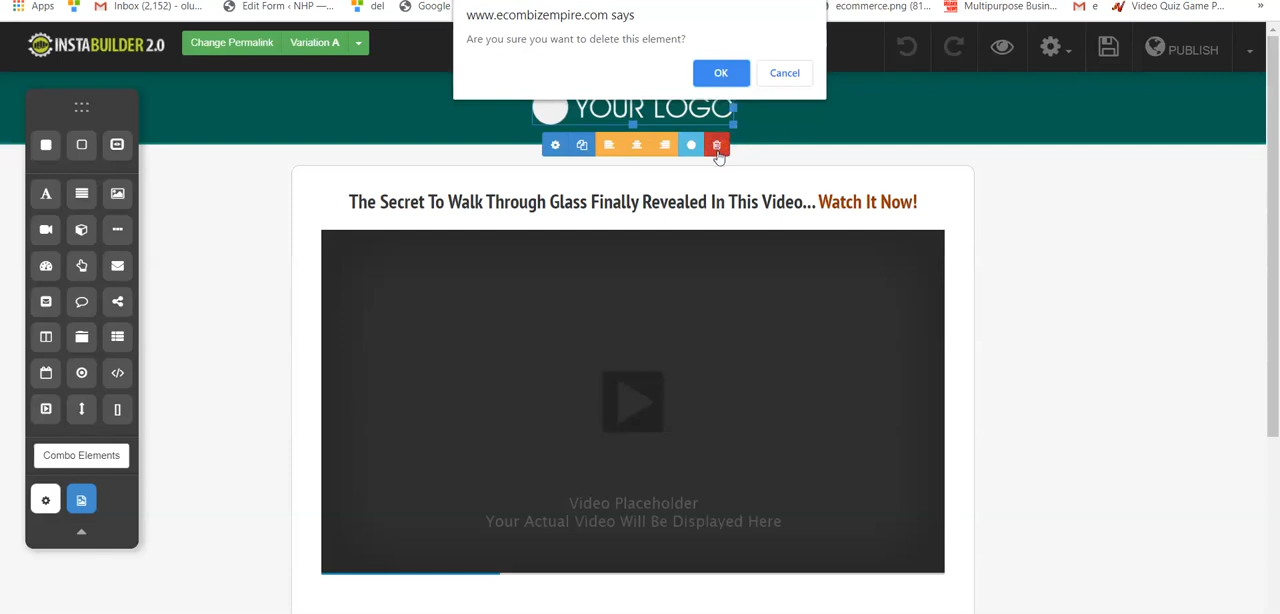 Apps
Inbox (2,152) - olu...
Edit Form ‹ NHP —...
del
Google
ecommerce.png (81...
Multipurpose Busin...
e
Video Quiz Game P...
»
www.ecombizempire.com says
Are you sure you want to delete this element?
OK
Cancel
INSTABUILDER 2.0
Change Permalink
Variation A
PUBLISH
YOUR LOGO
The Secret To Walk Through Glass Finally Revealed In This Video... Watch It Now!
Video Placeholder
Your Actual Video Will Be Displayed Here
A
Combo Elements